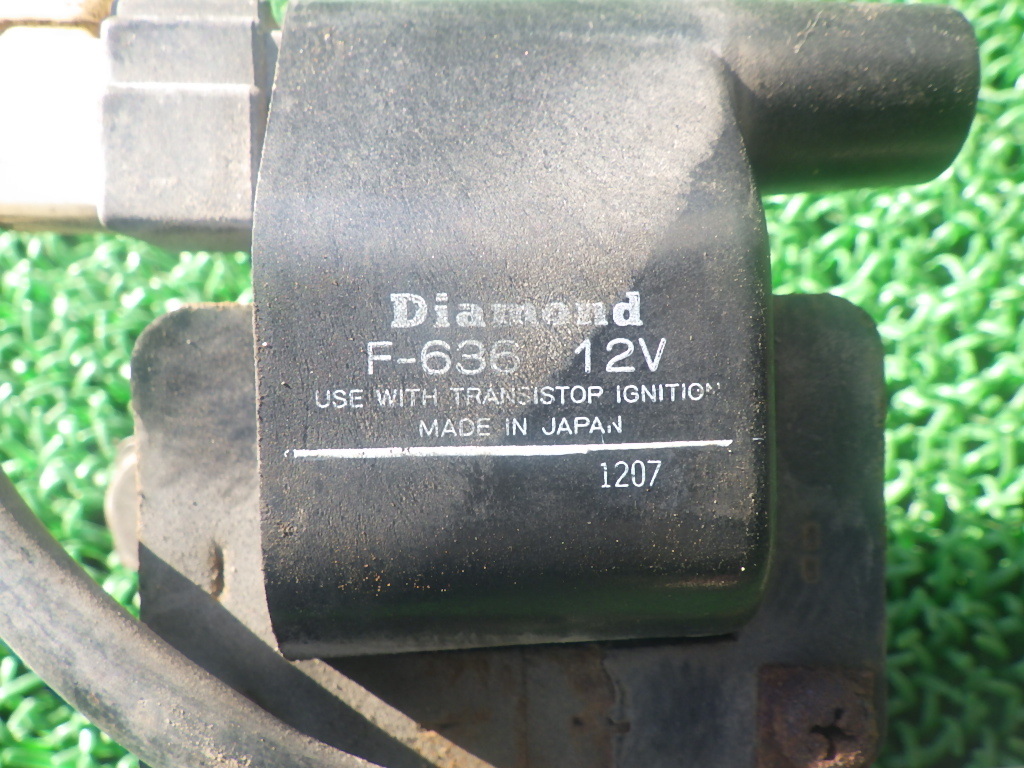 Diamond
F-636 12V
USE WITH TRANSISTOP IGNITION
MADE IN JAPAN
1207